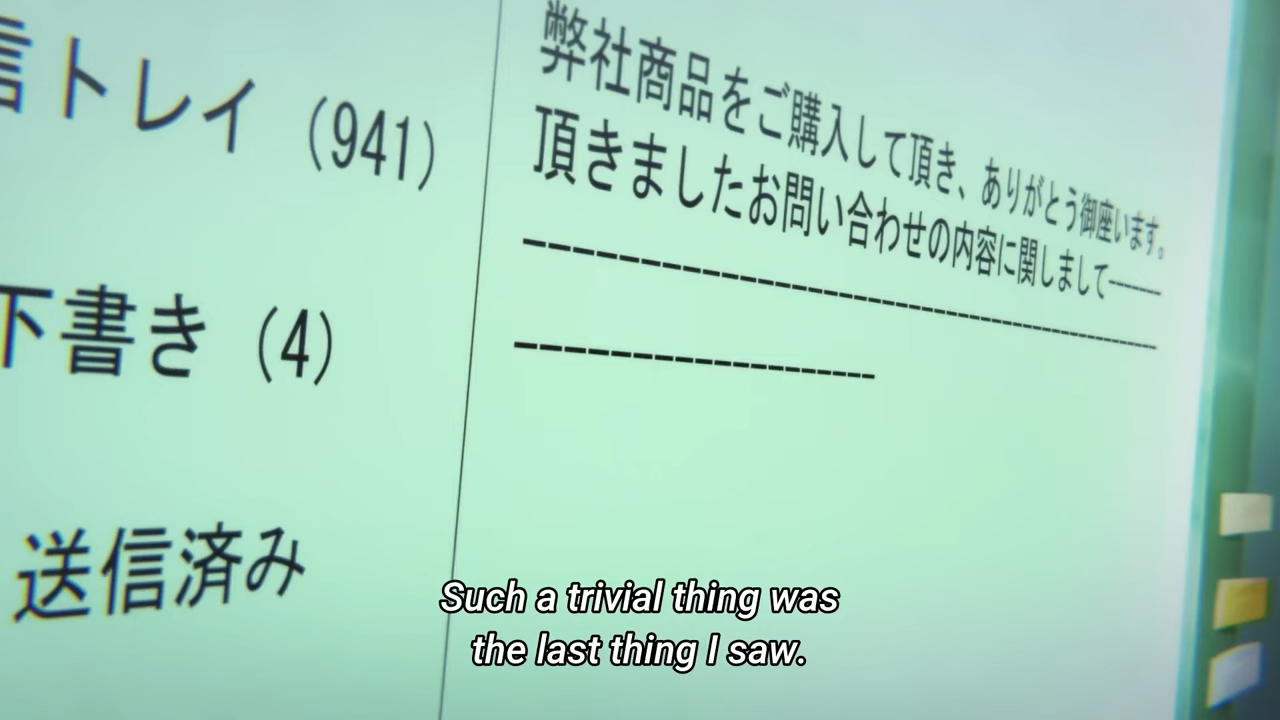 信トレイ（941）
下書き（4）
送信済み
弊社商品をご購入して頂き、ありがとう御座います。
頂きましたお問い合わせの内容に関しまして------
Such a trivial thing was
the last thing I saw.